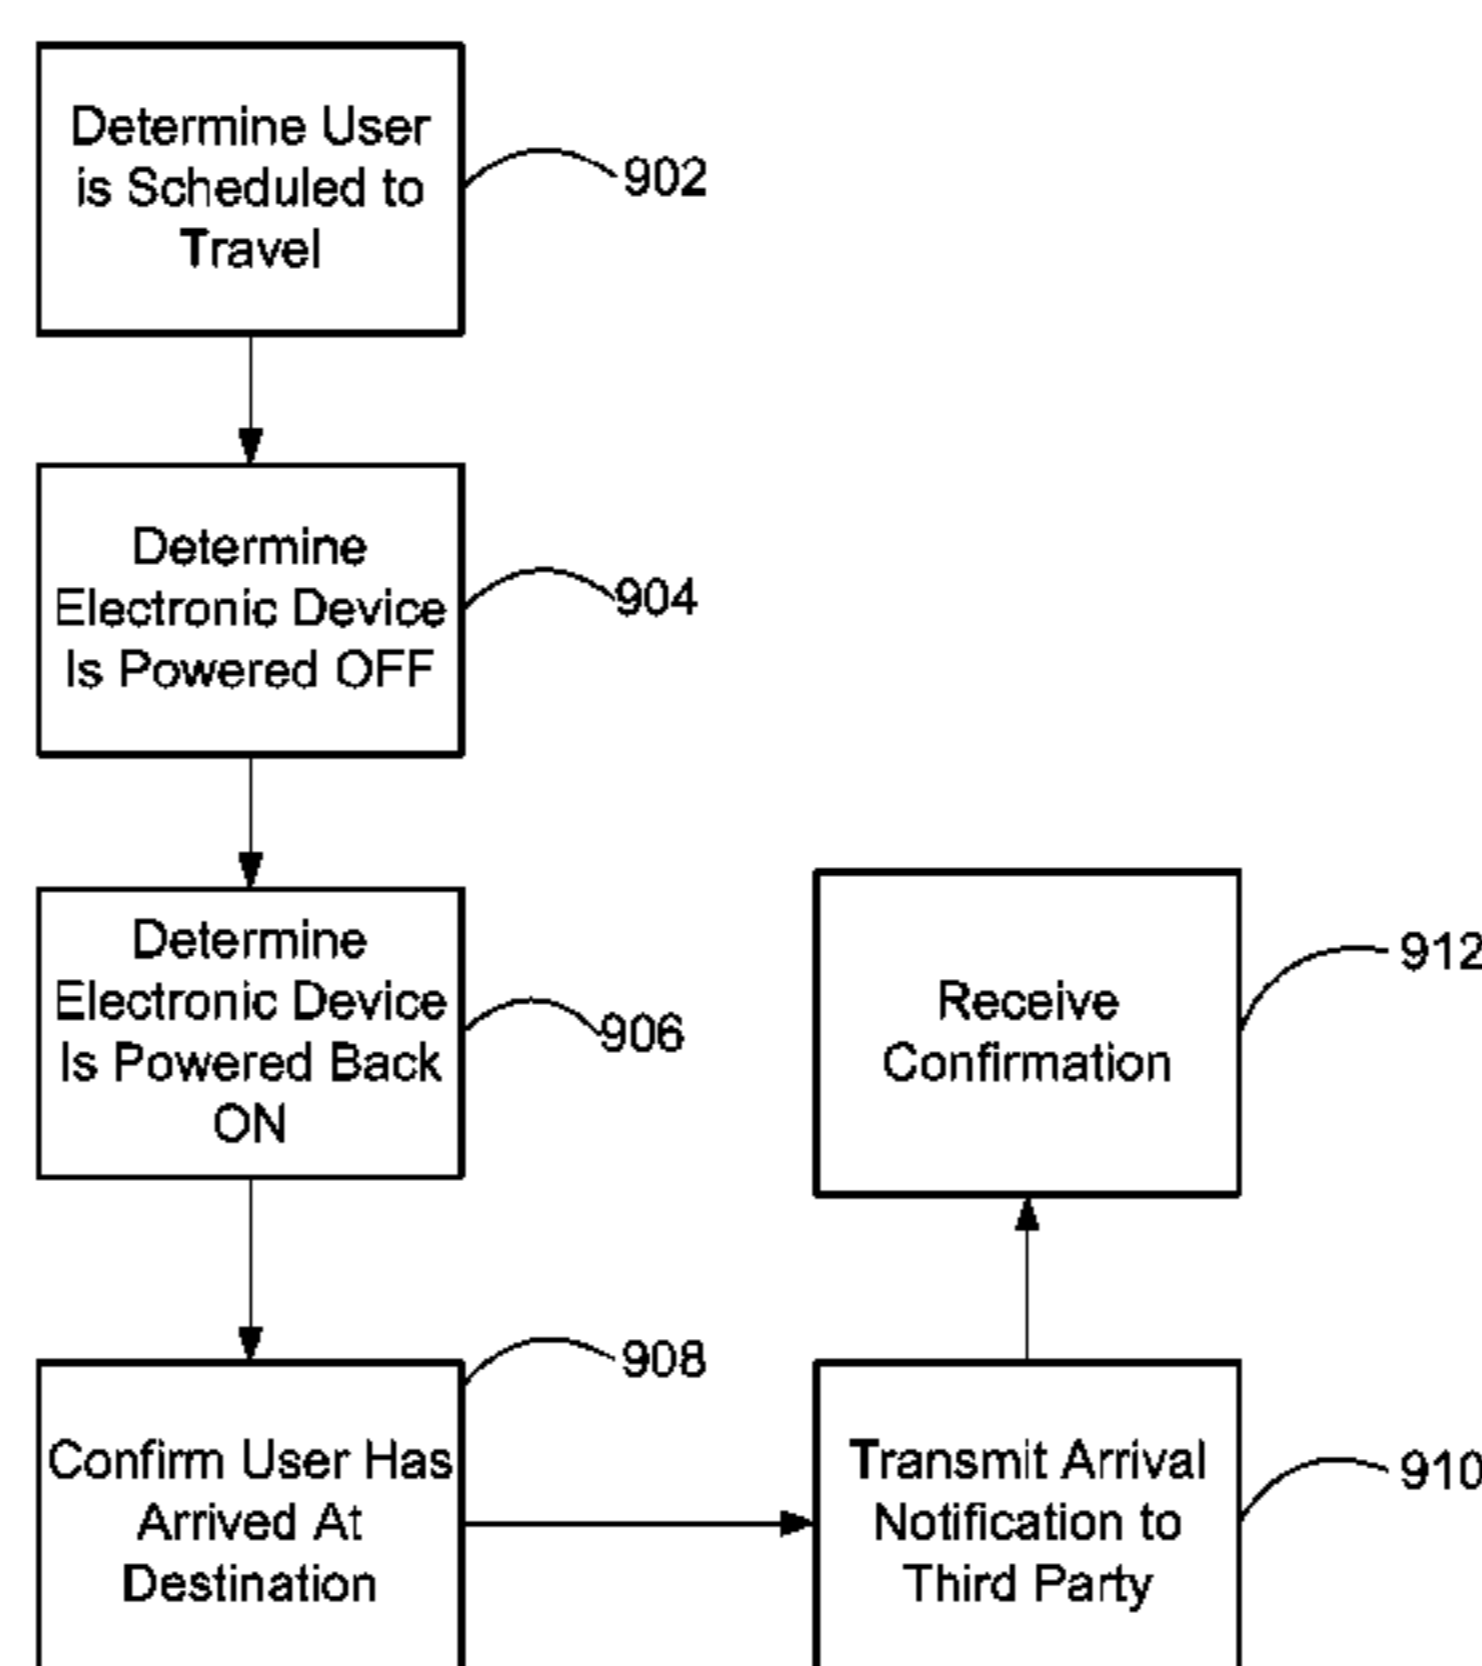 Determine User
is Scheduled to
Travel
902
Determine
Electronic Device
Is Powered OFF
904
Determine
Electronic Device
Is Powered Back
ON
906
Confirm User Has
Arrived At
Destination
908
Transmit Arrival
Notification to
Third Party
910
Receive
Confirmation
912